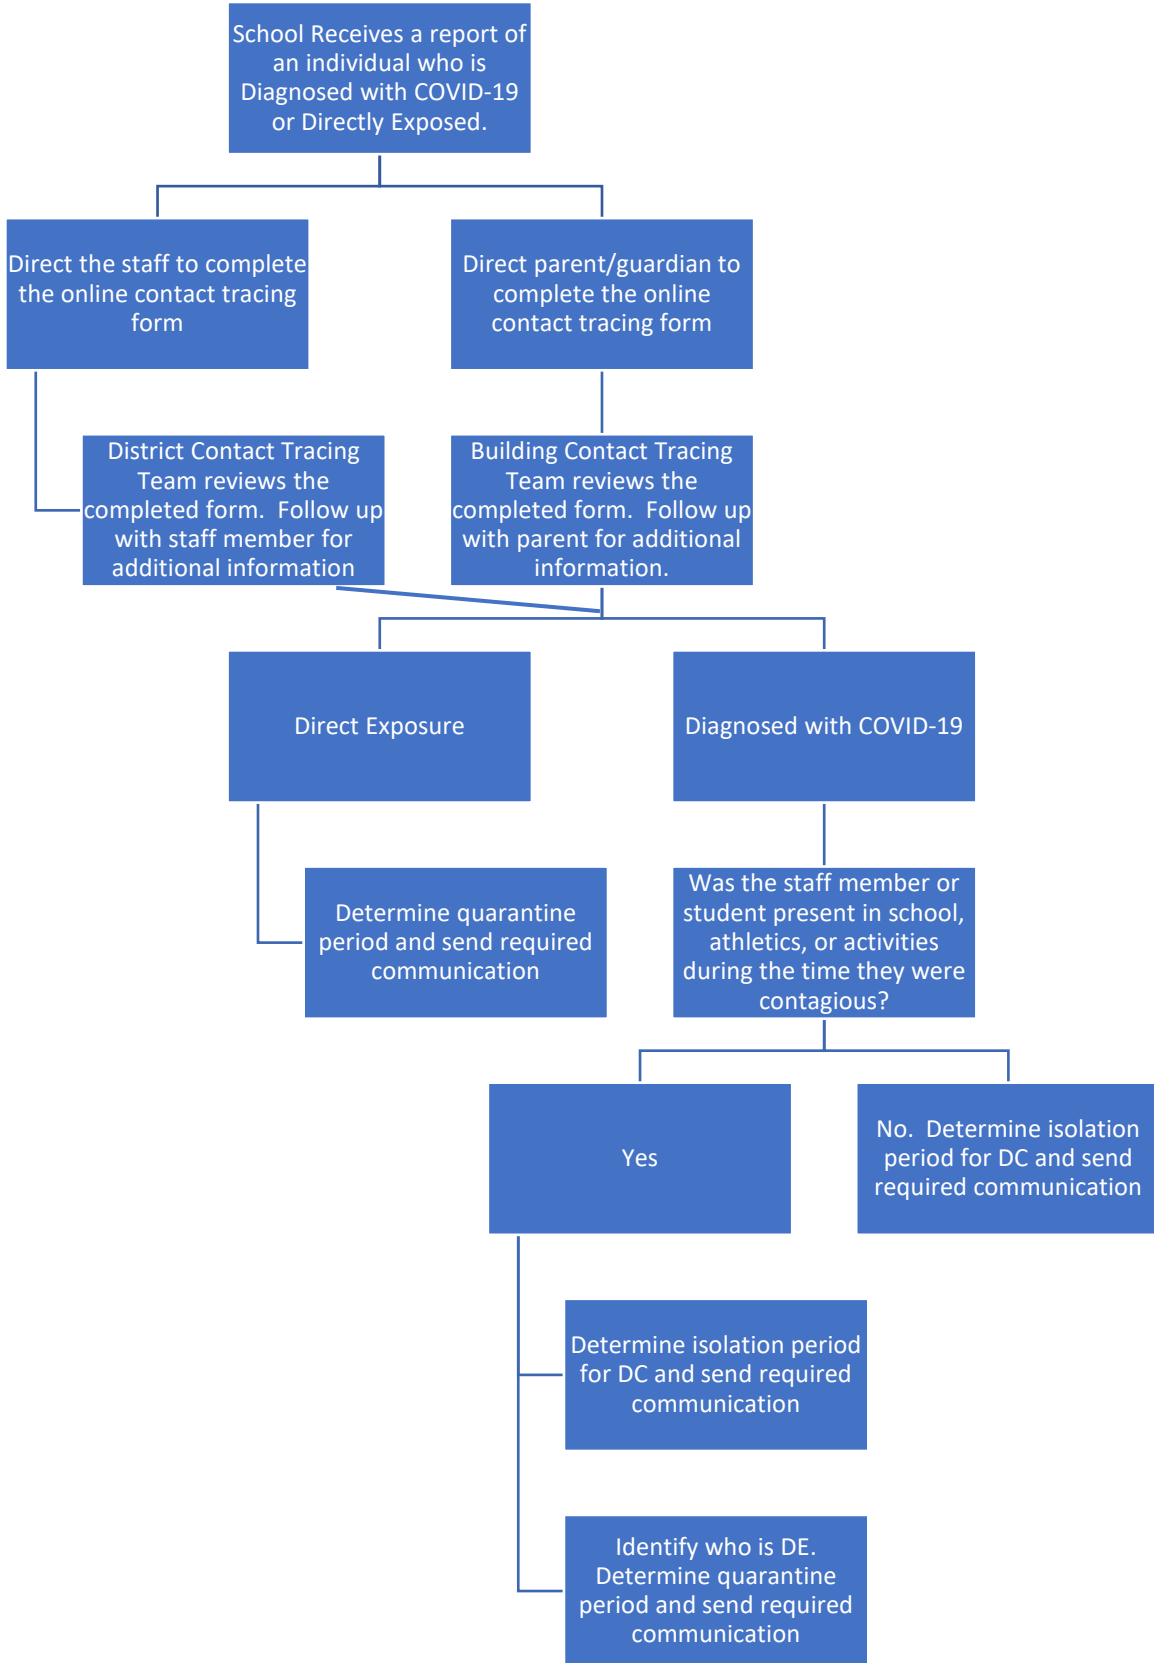 School Receives a report of
an individual who is
Diagnosed with COVID-19
or Directly Exposed.
Direct the staff to complete
the online contact tracing
form
Direct parent/guardian to
complete the online
contact tracing form
District Contact Tracing
Team reviews the
completed form.  Follow up
with staff member for
additional information
Building Contact Tracing
Team reviews the
completed form.  Follow up
with parent for additional
information.
Direct Exposure
Diagnosed with COVID-19
Determine quarantine
period and send required
communication
Was the staff member or
student present in school,
athletics, or activities
during the time they were
contagious?
Yes
No.  Determine isolation
period for DC and send
required communication
Determine isolation period
for DC and send required
communication
Identify who is DE.
Determine quarantine
period and send required
communication